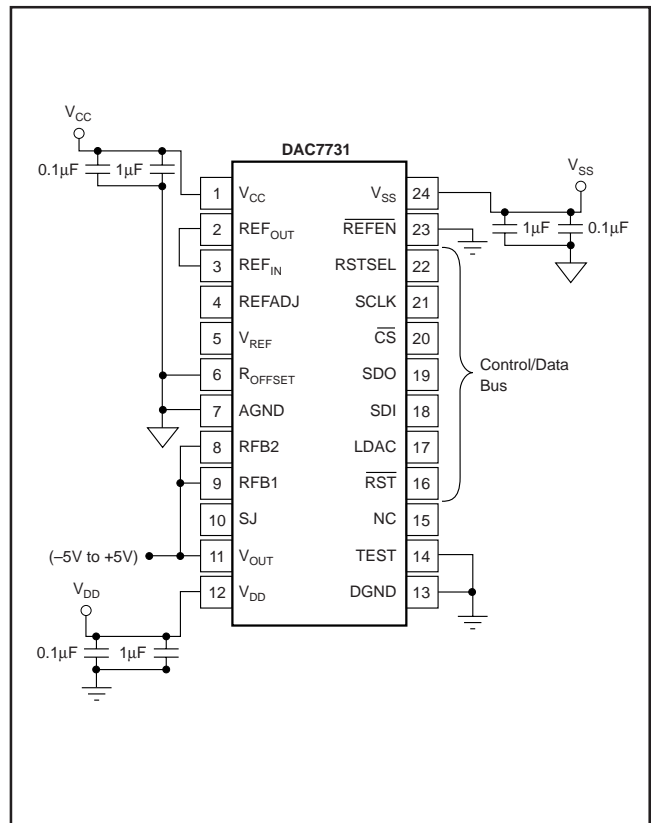 V_CC
0.1µF 1µF
DAC7731
V_SS
1µF 0.1µF
1 V_CC
2 REF_OUT
3 REF_IN
4 REFADJ
5 V_REF
6 R_OFFSET
7 AGND
8 RFB2
9 RFB1
10 SJ
11 V_OUT
12 V_DD
V_SS 24
R̅E̅F̅E̅N̅ 23
RSTSEL 22
SCLK 21
C̅S̅ 20
SDO 19
SDI 18
LDAC 17
R̅S̅T̅ 16
NC 15
TEST 14
DGND 13
Control/Data
Bus
(–5V to +5V)
V_DD
0.1µF 1µF